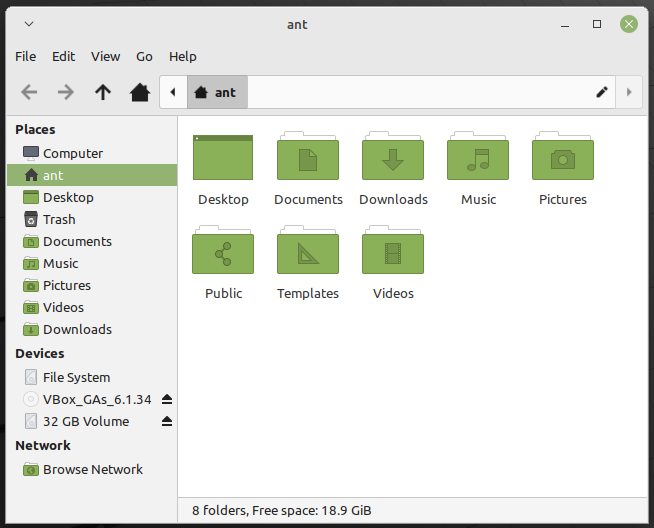 ant
File Edit View Go Help
ant
Places
Computer
ant
Desktop
Trash
Documents
Music
Pictures
Videos
Downloads
Devices
File System
VBox_GAs_6.1.34
32 GB Volume
Network
Browse Network
Desktop Documents Downloads Music Pictures
Public Templates Videos
8 folders, Free space: 18.9 GiB